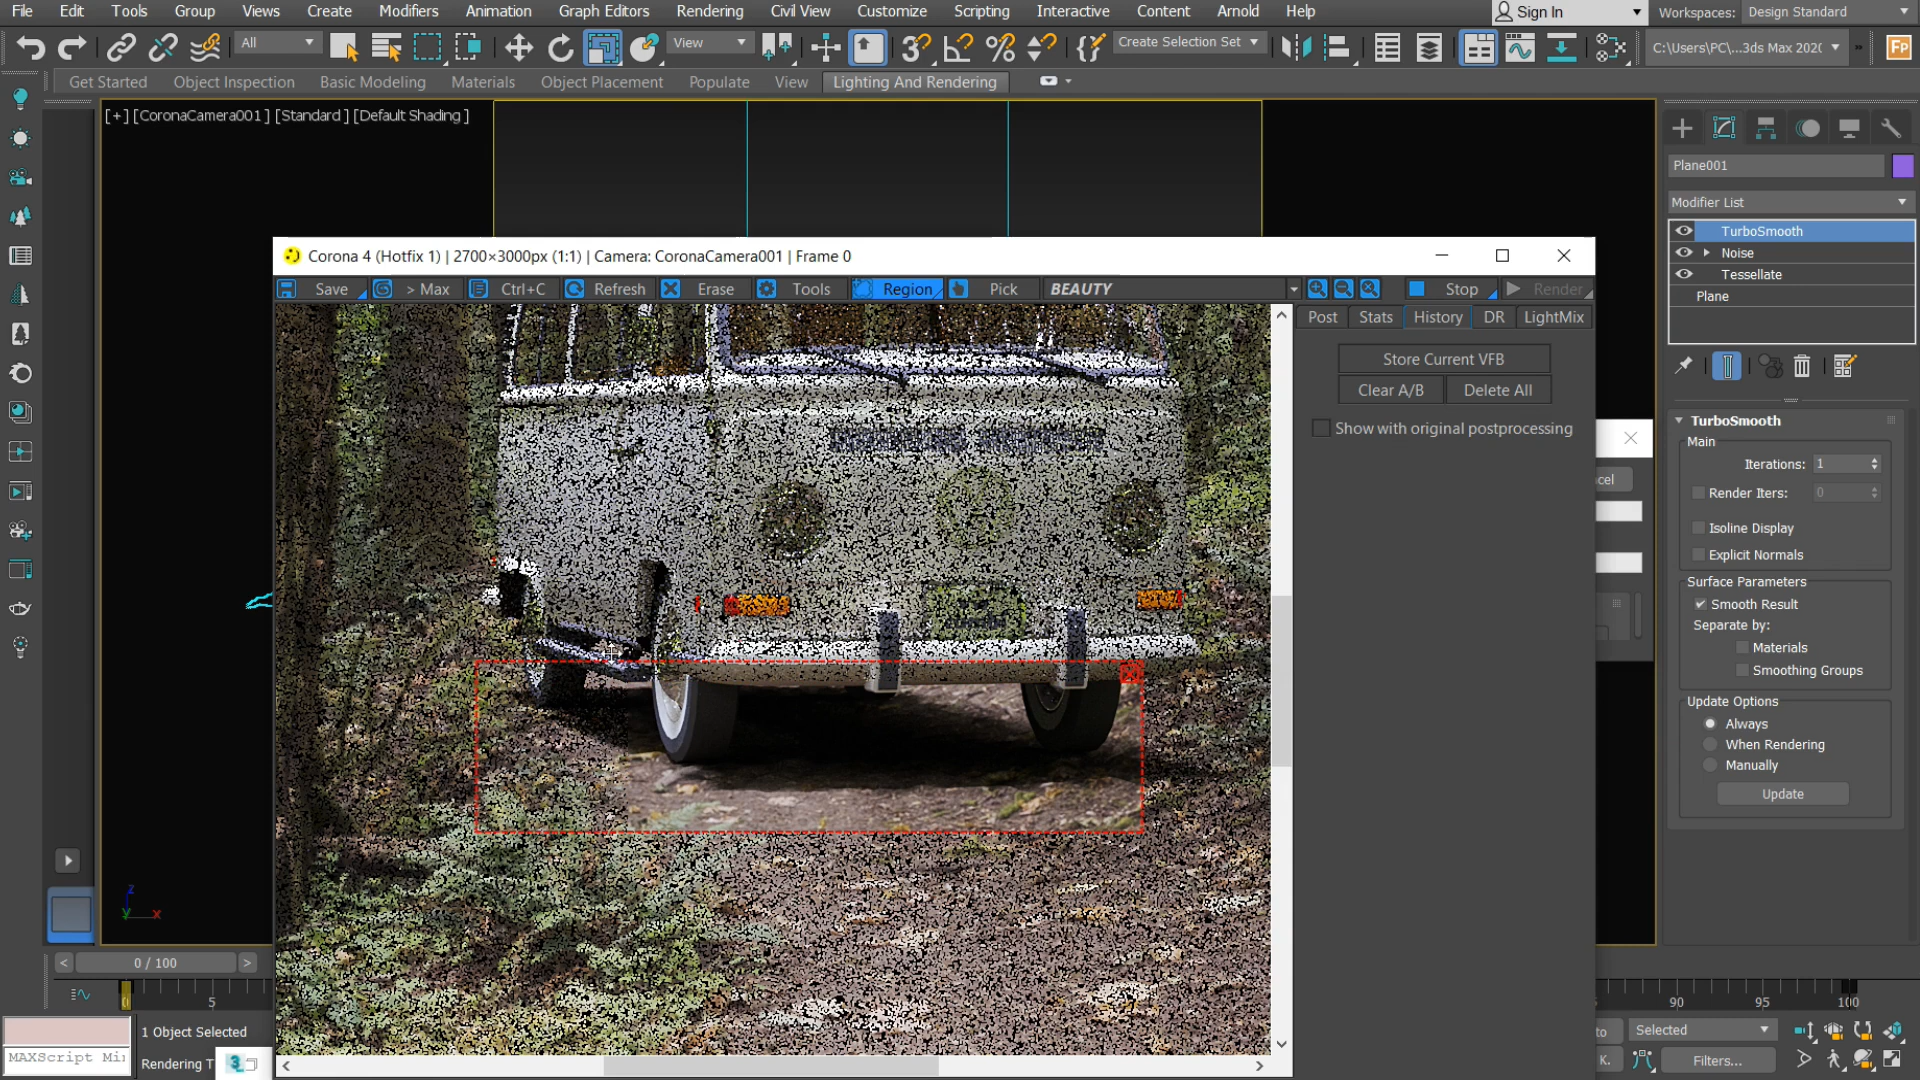 File Edit Tools Group Views Create Modifiers Animation Graph Editors Rendering Civil View Customize Scripting Interactive Content Arnold Help Sign In Workspaces: Design Standard
All View Create Selection Set C:\Users\PC\...3ds Max 202(
Get Started Object Inspection Basic Modeling Materials Object Placement Populate View Lighting And Rendering
[+] [CoronaCamera001] [Standard] [Default Shading]
Plane001
Modifier List
TurboSmooth
Noise
Tessellate
Plane
Corona 4 (Hotfix 1) | 2700×3000px (1:1) | Camera: CoronaCamera001 | Frame 0
Save > Max Ctrl+C Refresh Erase Tools Region Pick BEAUTY Stop Render
Post Stats History DR LightMix
Store Current VFB
Clear A/B Delete All
Show with original postprocessing
cel
TurboSmooth
Main
Iterations: 1
Render Iters: 0
Isoline Display
Explicit Normals
Surface Parameters
Smooth Result
Separate by:
Materials
Smoothing Groups
Update Options
Always
When Rendering
Manually
Update
z
y x
< 0 / 100 >
0 5 90 95 100
1 Object Selected
MAXScript Mi
Rendering T
3
to Selected
K. Filters...